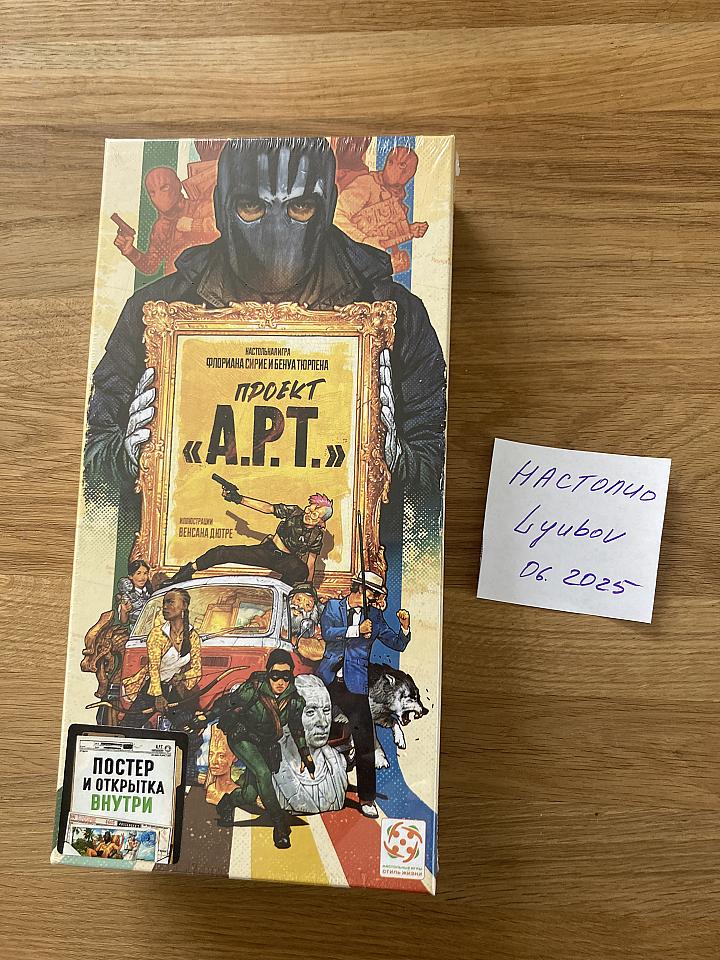 НАСТОЛЬНАЯ ИГРА
ФЛОРИАНА СИРИЕ И БЕНУА ТЮРПЕНА
ПРОЕКТ
«А.Р.Т.»
ИЛЛЮСТРАЦИИ
ВЕНСАНА ДЮТРЕ
ПОСТЕР
И ОТКРЫТКА
ВНУТРИ
НАСТОЛЬНЫЕ ИГРЫ
СТИЛЬ ЖИЗНИ
НАСТОЛИО
Lyubov
06. 2025